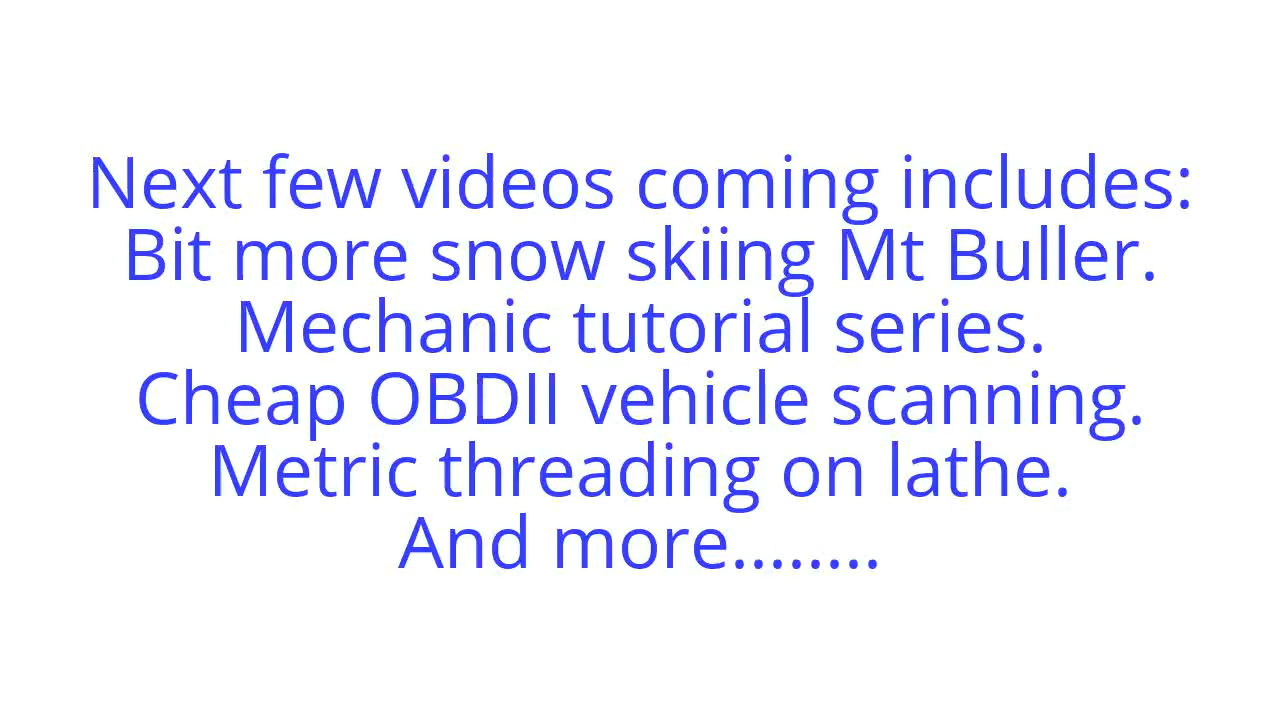 Next few videos coming includes:
Bit more snow skiing Mt Buller.
Mechanic tutorial series.
Cheap OBDII vehicle scanning.
Metric threading on lathe.
And more........